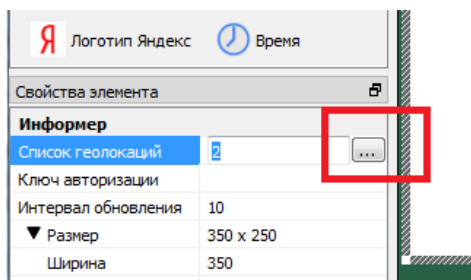 Я Логотип Яндекс Время
Свойства элемента
Информер
Список геолокаций 2 ...
Ключ авторизации
Интервал обновления 10
▼ Размер 350 x 250
Ширина 350